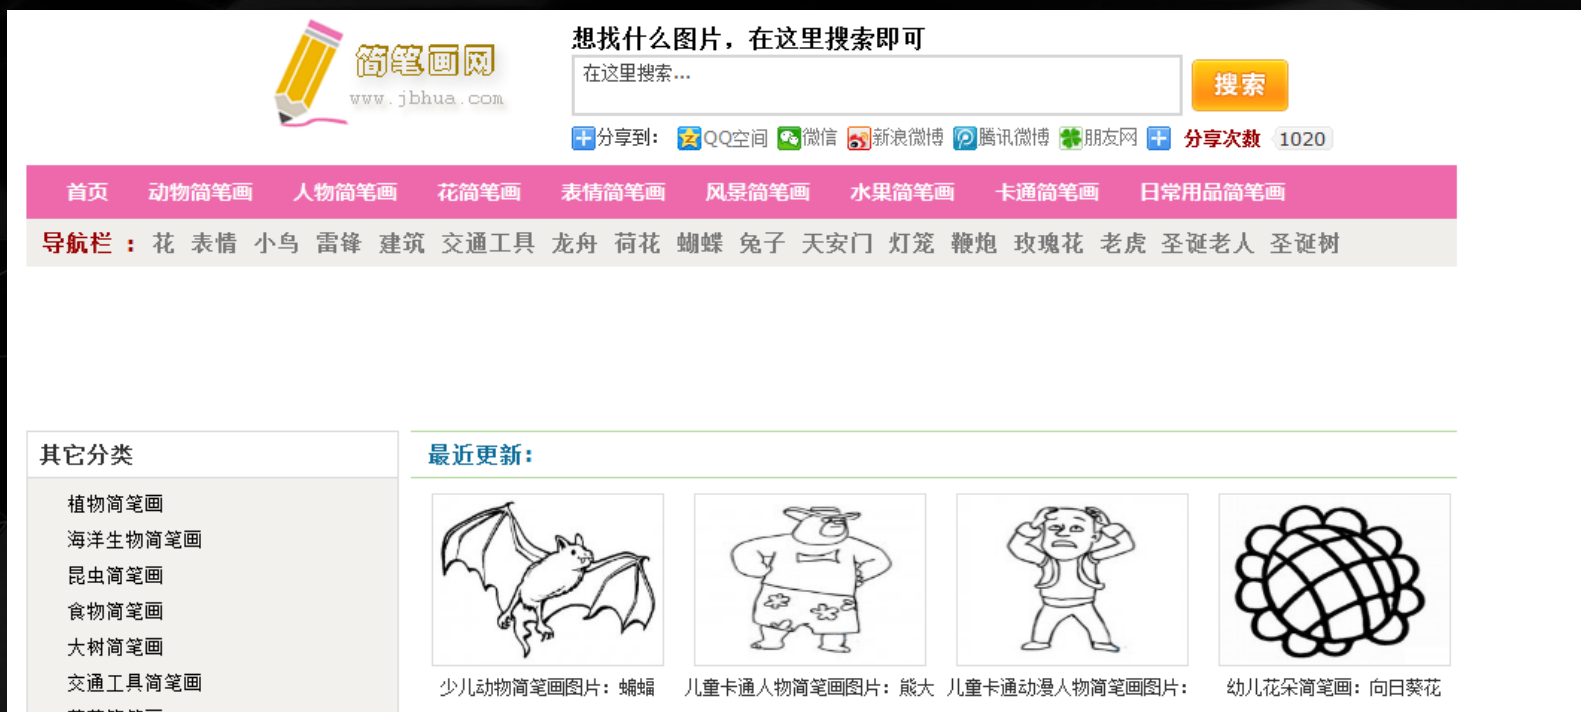 简笔画网
www.jbhua.com
想找什么图片，在这里搜索即可
在这里搜索...
搜索
分享到： QQ空间 微信 新浪微博 腾讯微博 朋友网 分享次数 1020
首页 动物简笔画 人物简笔画 花简笔画 表情简笔画 风景简笔画 水果简笔画 卡通简笔画 日常用品简笔画
导航栏 ： 花 表情 小鸟 雷锋 建筑 交通工具 龙舟 荷花 蝴蝶 兔子 天安门 灯笼 鞭炮 玫瑰花 老虎 圣诞老人 圣诞树
其它分类
植物简笔画
海洋生物简笔画
昆虫简笔画
食物简笔画
大树简笔画
交通工具简笔画
最近更新：
少儿动物简笔画图片：蝙蝠
儿童卡通人物简笔画图片：熊大
儿童卡通动漫人物简笔画图片：
幼儿花朵简笔画：向日葵花